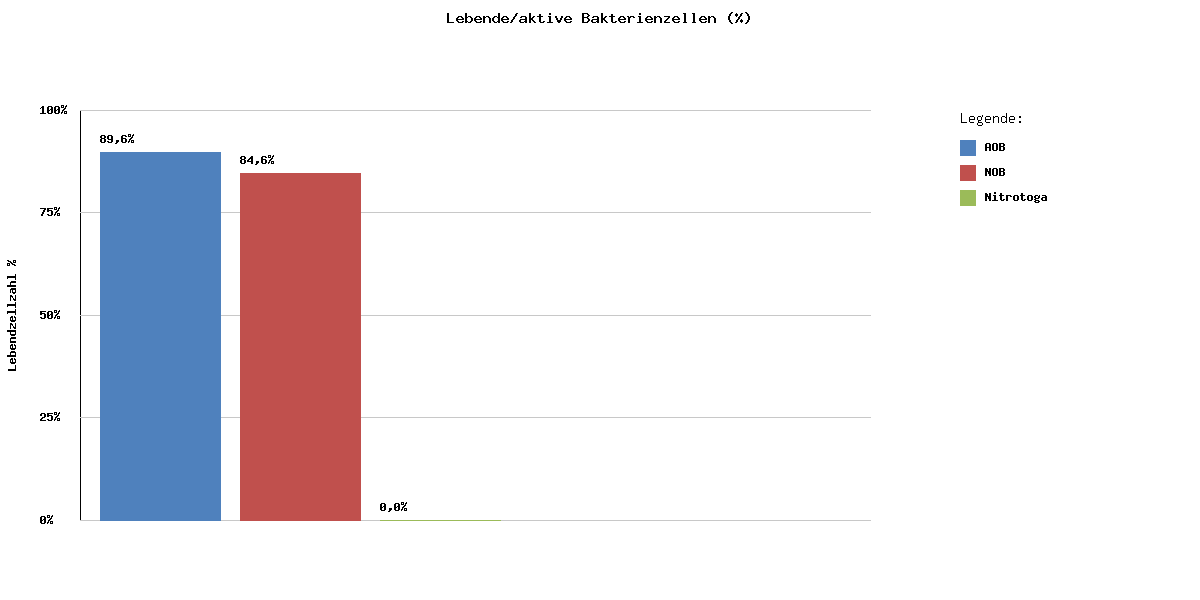 Lebende/aktive Bakterienzellen (%)
100%
75%
50%
25%
0%
Lebendzellzahl %
89,6%
84,6%
0,0%
Legende:
AOB
NOB
Nitrotoga